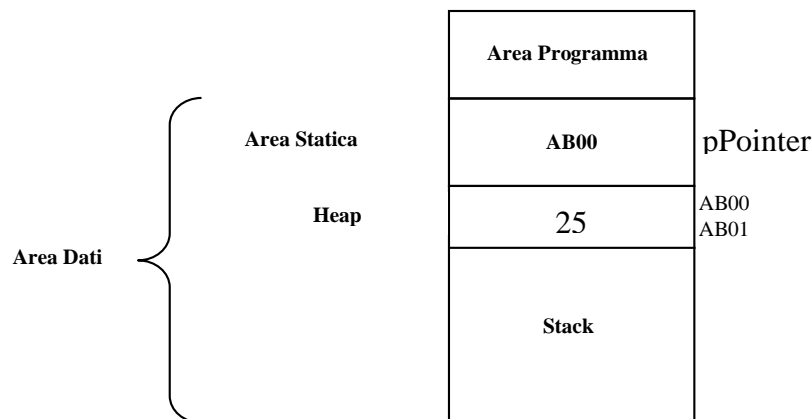 Area Programma
Area Statica
AB00
pPointer
Heap
25
AB00
AB01
Area Dati
Stack